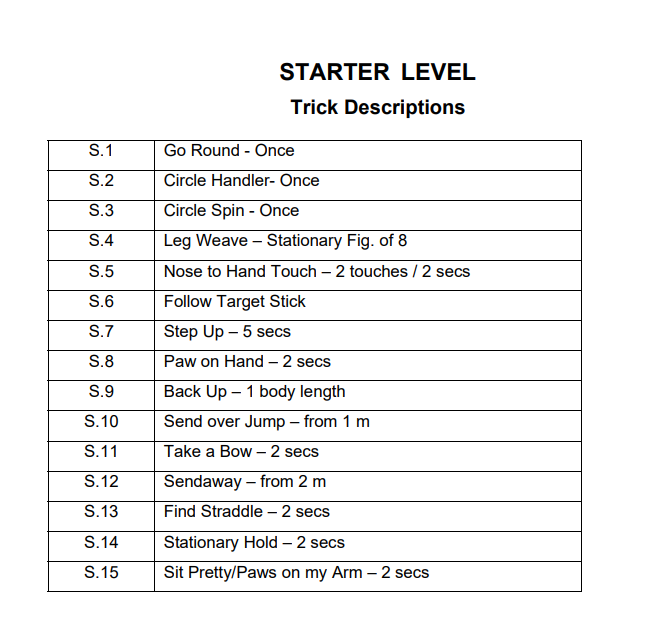 STARTER LEVEL
Trick Descriptions
S.1 Go Round - Once
S.2 Circle Handler- Once
S.3 Circle Spin - Once
S.4 Leg Weave – Stationary Fig. of 8
S.5 Nose to Hand Touch – 2 touches / 2 secs
S.6 Follow Target Stick
S.7 Step Up – 5 secs
S.8 Paw on Hand – 2 secs
S.9 Back Up – 1 body length
S.10 Send over Jump – from 1 m
S.11 Take a Bow – 2 secs
S.12 Sendaway – from 2 m
S.13 Find Straddle – 2 secs
S.14 Stationary Hold – 2 secs
S.15 Sit Pretty/Paws on my Arm – 2 secs